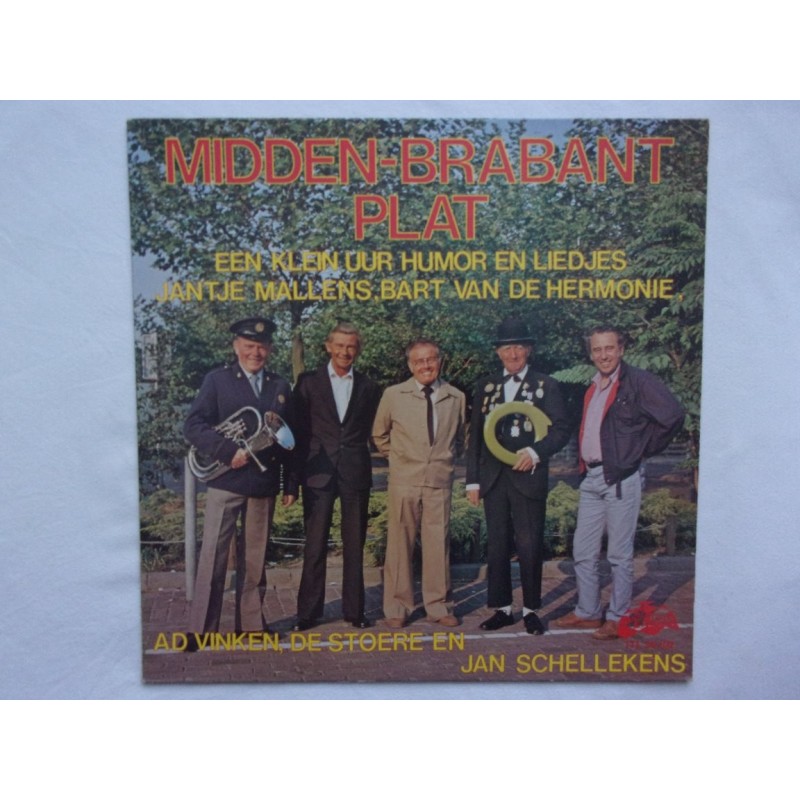 MIDDEN-BRABANT
PLAT
EEN KLEIN UUR HUMOR EN LIEDJES
JANTJE MALLENS, BART VAN DE HERMONIE,
AD VINKEN, DE STOERE EN
JAN SCHELLEKENS